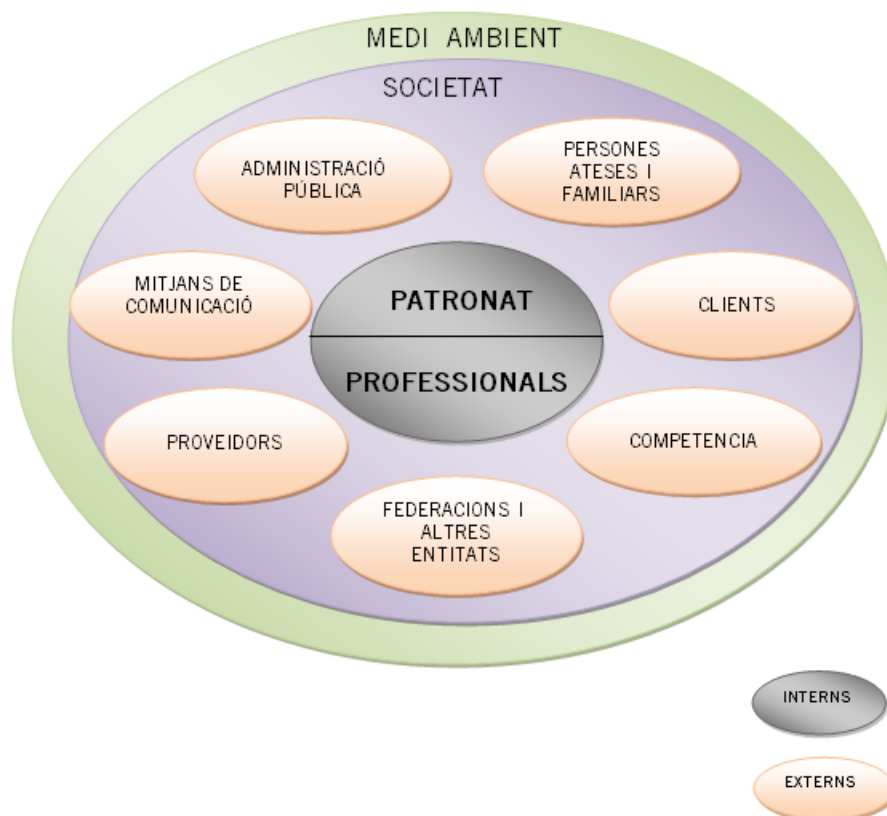 MEDI AMBIENT
SOCIETAT
ADMINISTRACIÓ
PÚBLICA
PERSONES
ATESES I
FAMILIARS
MITJANS DE
COMUNICACIÓ
PATRONAT
CLIENTS
PROFESSIONALS
PROVEIDORS
COMPETENCIA
FEDERACIONS I
ALTRES
ENTITATS
INTERNS
EXTERNS